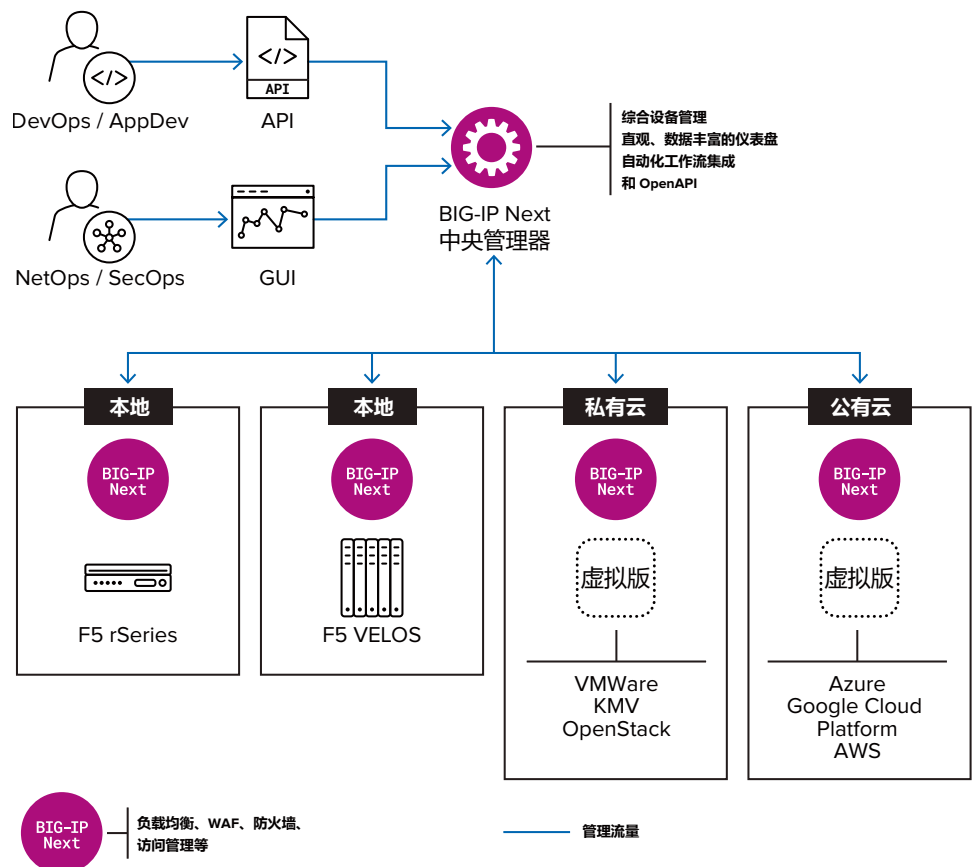 </>
</>
API
DevOps / AppDev
API
综合设备管理
直观、数据丰富的仪表盘
自动化工作流集成
和 OpenAPI
BIG-IP Next
中央管理器
NetOps / SecOps
GUI
本地
BIG-IP
Next
F5 rSeries
本地
BIG-IP
Next
F5 VELOS
私有云
BIG-IP
Next
虚拟版
VMWare
KMV
OpenStack
公有云
BIG-IP
Next
虚拟版
Azure
Google Cloud
Platform
AWS
BIG-IP
Next
负载均衡、WAF、防火墙、
访问管理等
管理流量